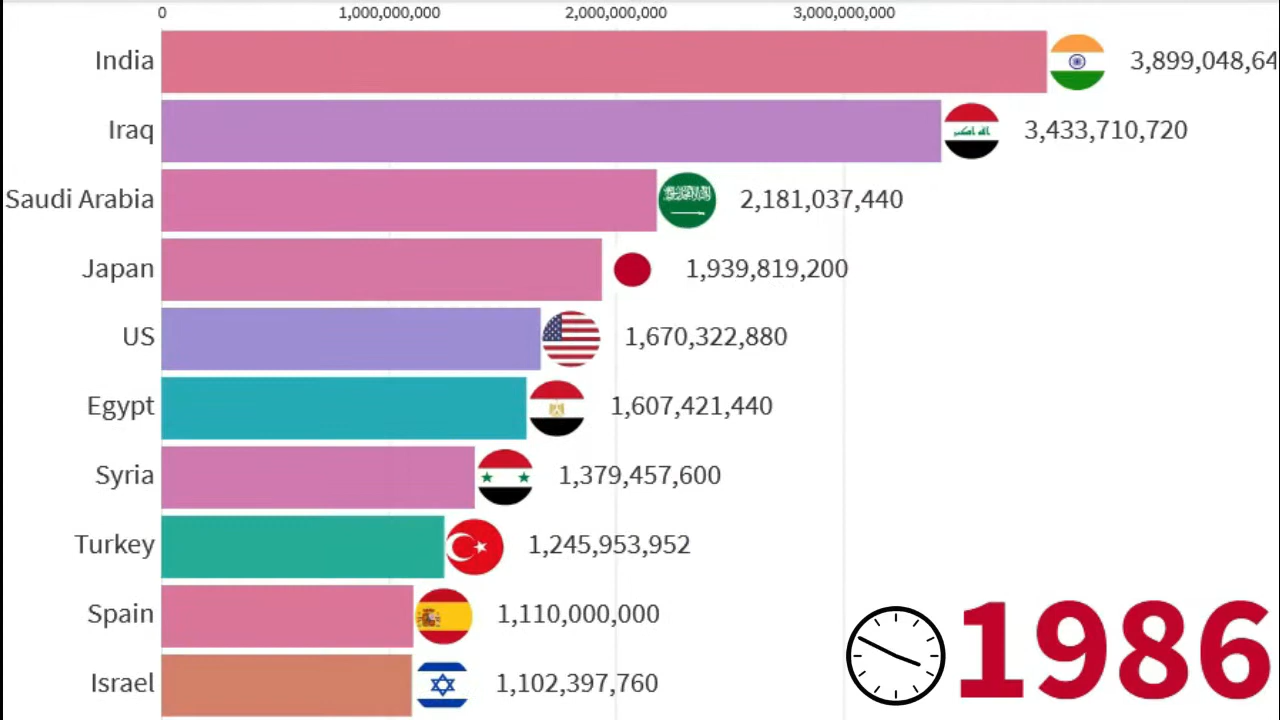 0 1,000,000,000 2,000,000,000 3,000,000,000
India 3,899,048,64
Iraq 3,433,710,720
Saudi Arabia 2,181,037,440
Japan 1,939,819,200
US 1,670,322,880
Egypt 1,607,421,440
Syria 1,379,457,600
Turkey 1,245,953,952
Spain 1,110,000,000
Israel 1,102,397,760
1986